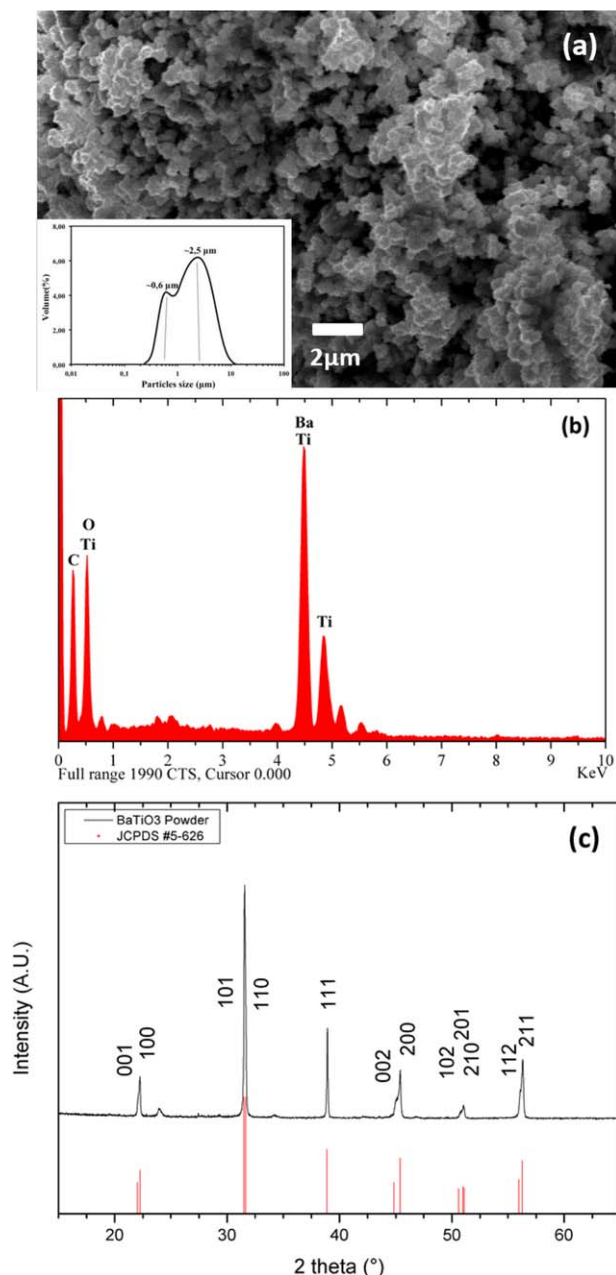 (a)
8,00
6,00
4,00
2,00
0,00
Volume(%)
~0,6 µm
~2,5 µm
0,01
0,1
1
10
100
Particles size (µm)
2µm
(b)
C
O
Ti
Ba
Ti
Ti
0 1 2 3 4 5 6 7 8 9 10
Full range 1990 CTS, Cursor 0.000
KeV
BaTiO3 Powder
JCPDS #5-626
(c)
Intensity (A.U.)
001
100
101
110
111
002
200
102
201
210
112
211
20 30 40 50 60
2 theta (°)